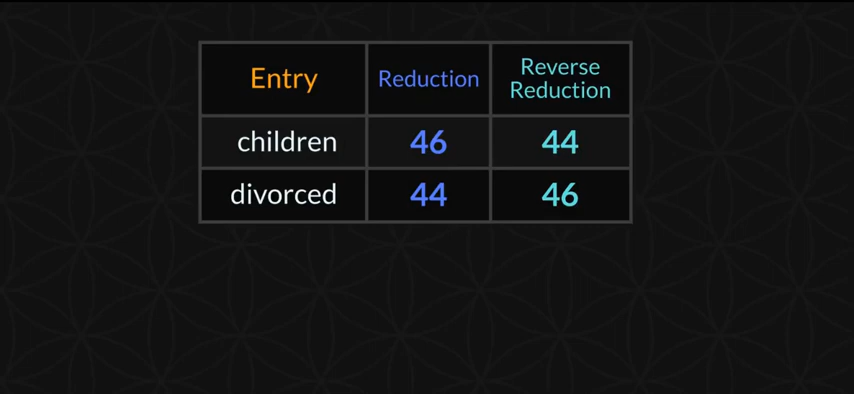 Entry Reduction Reverse
Reduction
children 46 44
divorced 44 46